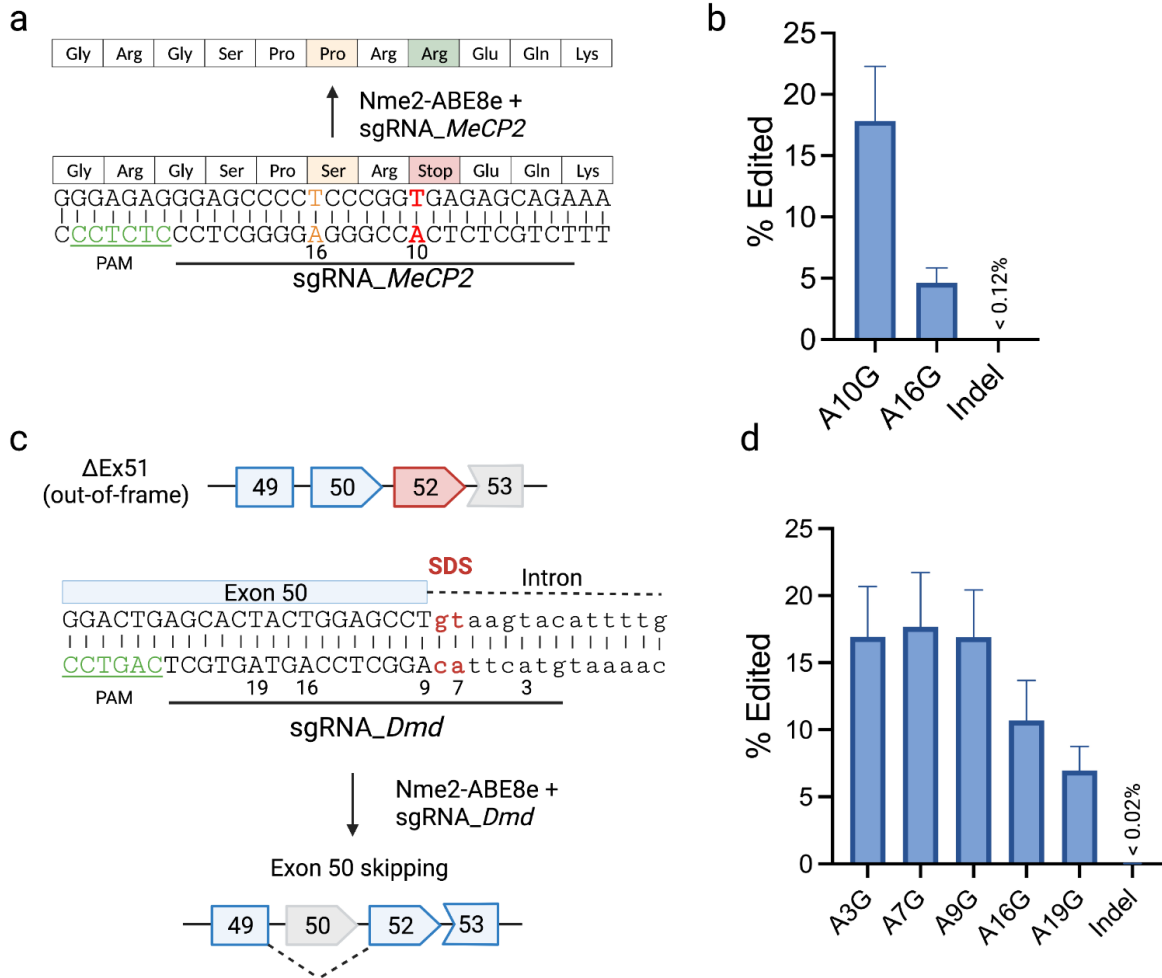 a
Gly Arg Gly Ser Pro Pro Arg Arg Glu Gln Lys
Nme2-ABE8e +
sgRNA_MeCP2
Gly Arg Gly Ser Pro Ser Arg Stop Glu Gln Lys
GGGAGAGGGAGCCCCTCCCGGTGAGAGCAGAAA
CCCTCTCCCTCGGGGAGGGCCACTCTCGTCTTT
16 10
PAM
sgRNA_MeCP2
b
% Edited
25
20
15
10
5
0
< 0.12%
A10G A16G Indel
c
ΔEx51
(out-of-frame)
49 50 52 53
SDS
Exon 50 Intron
GGACTGAGCACTACTGGAGCCTgtaagtacattttg
CCTGACTCGTGATGACCTCGGAcattcatgtaaaac
19 16 9 7 3
PAM
sgRNA_Dmd
Nme2-ABE8e +
sgRNA_Dmd
Exon 50 skipping
49 50 52 53
d
% Edited
25
20
15
10
5
0
< 0.02%
A3G A7G A9G A16G A19G Indel